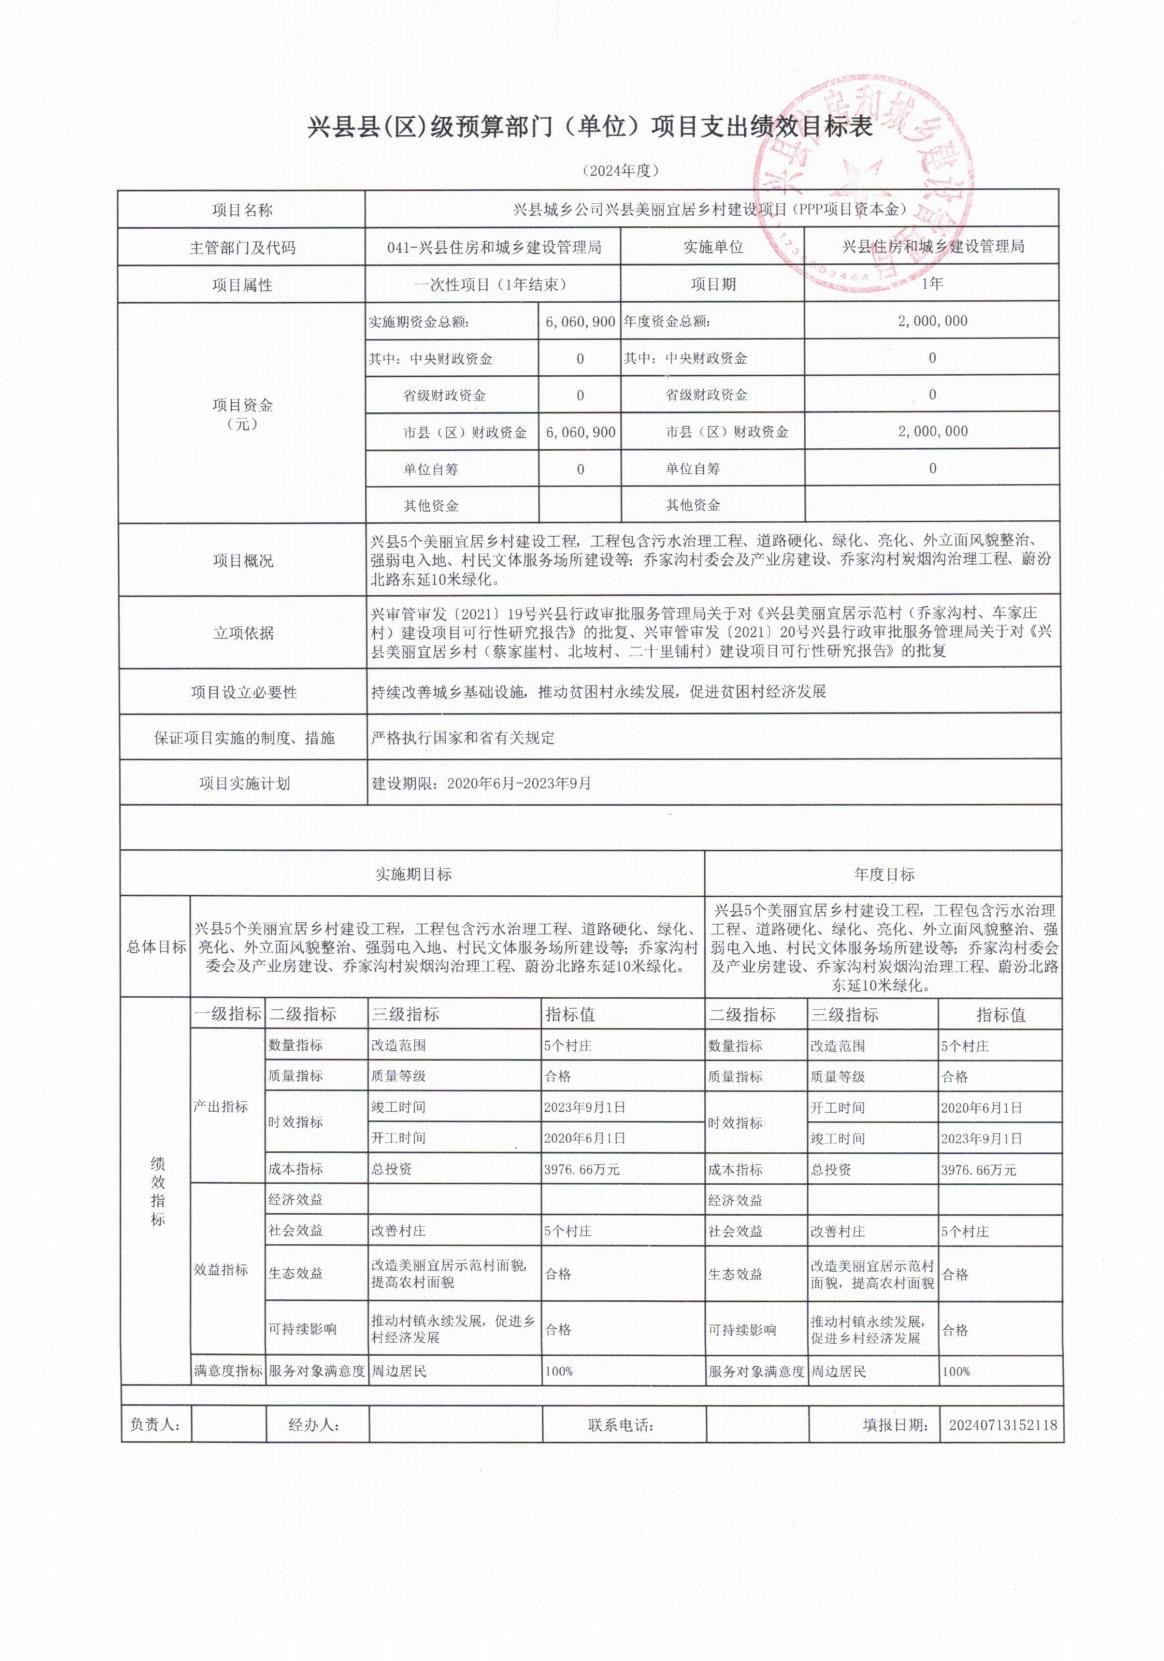 兴县县(区)级预算部门（单位）项目支出绩效目标表
（2024年度）
项目名称 兴县城乡公司兴县美丽宜居乡村建设项目(PPP项目资本金)
主管部门及代码 041-兴县住房和城乡建设管理局 实施单位 兴县住房和城乡建设管理局
项目属性 一次性项目(1年结束) 项目期 1年
项目资金
（元）
实施期资金总额: 6,060,900 年度资金总额: 2,000,000
其中: 中央财政资金 0 其中: 中央财政资金 0
省级财政资金 0 省级财政资金 0
市县（区）财政资金 6,060,900 市县（区）财政资金 2,000,000
单位自筹 0 单位自筹 0
其他资金 其他资金
项目概况
兴县5个美丽宜居乡村建设工程，工程包含污水治理工程、道路硬化、绿化、亮化、外立面风貌整治、
强弱电入地、村民文体服务场所建设等；乔家沟村委会及产业房建设、乔家沟村炭烟沟治理工程、蔚汾
北路东延10米绿化。
立项依据
兴审管审发〔2021〕19号兴县行政审批服务管理局关于对《兴县美丽宜居示范村（乔家沟村、车家庄
村）建设项目可行性研究报告》的批复、兴审管审发〔2021〕20号兴县行政审批服务管理局关于对《兴
县美丽宜居乡村（蔡家崖村、北坡村、二十里铺村）建设项目可行性研究报告》的批复
项目设立必要性 持续改善城乡基础设施，推动贫困村永续发展，促进贫困村经济发展
保证项目实施的制度、措施 严格执行国家和省有关规定
项目实施计划 建设期限: 2020年6月-2023年9月
实施期目标 年度目标
总体目标
兴县5个美丽宜居乡村建设工程，工程包含污水治理工程、道路硬化、绿化、
亮化、外立面风貌整治、强弱电入地、村民文体服务场所建设等；乔家沟村
委会及产业房建设、乔家沟村炭烟沟治理工程、蔚汾北路东延10米绿化。
兴县5个美丽宜居乡村建设工程，工程包含污水治理
工程、道路硬化、绿化、亮化、外立面风貌整治、强
弱电入地、村民文体服务场所建设等；乔家沟村委会
及产业房建设、乔家沟村炭烟沟治理工程、蔚汾北路
东延10米绿化。
绩
效
指
标
一级指标 二级指标 三级指标 指标值 二级指标 三级指标 指标值
产出指标
数量指标 改造范围 5个村庄 数量指标 改造范围 5个村庄
质量指标 质量等级 合格 质量指标 质量等级 合格
时效指标 竣工时间 2023年9月1日 时效指标 开工时间 2020年6月1日
开工时间 2020年6月1日 竣工时间 2023年9月1日
成本指标 总投资 3976.66万元 成本指标 总投资 3976.66万元
效益指标
经济效益 经济效益
社会效益 改善村庄 5个村庄 社会效益 改善村庄 5个村庄
生态效益 改造美丽宜居示范村面貌,
提高农村面貌 合格 生态效益 改造美丽宜居示范村
面貌，提高农村面貌 合格
可持续影响 推动村镇永续发展，促进乡
村经济发展 合格 可持续影响 推动村镇永续发展,
促进乡村经济发展 合格
满意度指标 服务对象满意度 周边居民 100% 服务对象满意度 周边居民 100%
负责人: 经办人: 联系电话: 填报日期: 20240713152118